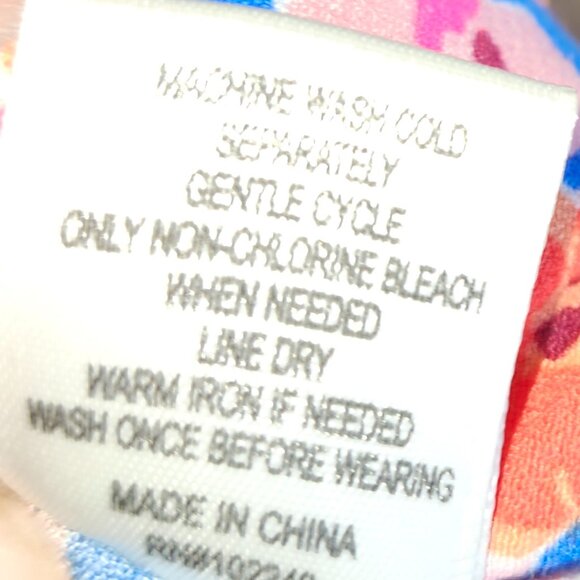 MACHINE WASH COLD
SEPARATELY
GENTLE CYCLE
ONLY NON-CHLORINE BLEACH
WHEN NEEDED
LINE DRY
WARM IRON IF NEEDED
WASH ONCE BEFORE WEARING
MADE IN CHINA